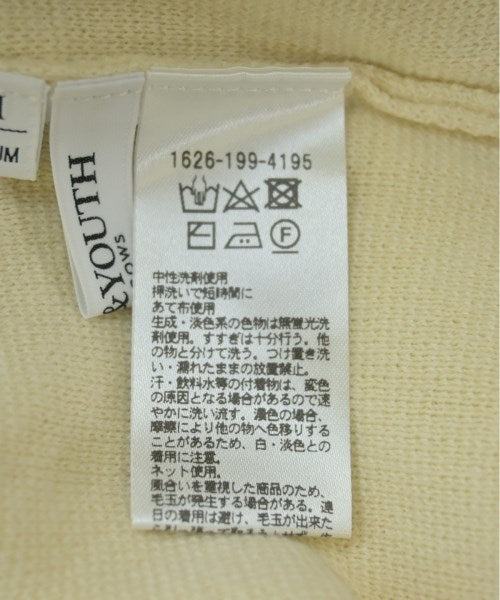 UM
& YOUTH
OWS
1626-199-4195
F
中性洗剤使用
押洗いで短時間に
あて布使用
生成・淡色系の色物は無蛍光洗
剤使用。すすぎは十分行う。他
の物と分けて洗う。つけ置き洗
い・濡れたままの放置禁止。
汗・飲料水等の付着物は、変色
の原因となる場合があるので速
やかに洗い流す。濃色の場合、
摩擦により他の物へ色移りする
ことがあるため、白・淡色との
着用に注意。
ネット使用。
風合いを重視した商品のため、
毛玉が発生する場合がある。連
日の着用は避け、毛玉が出来た